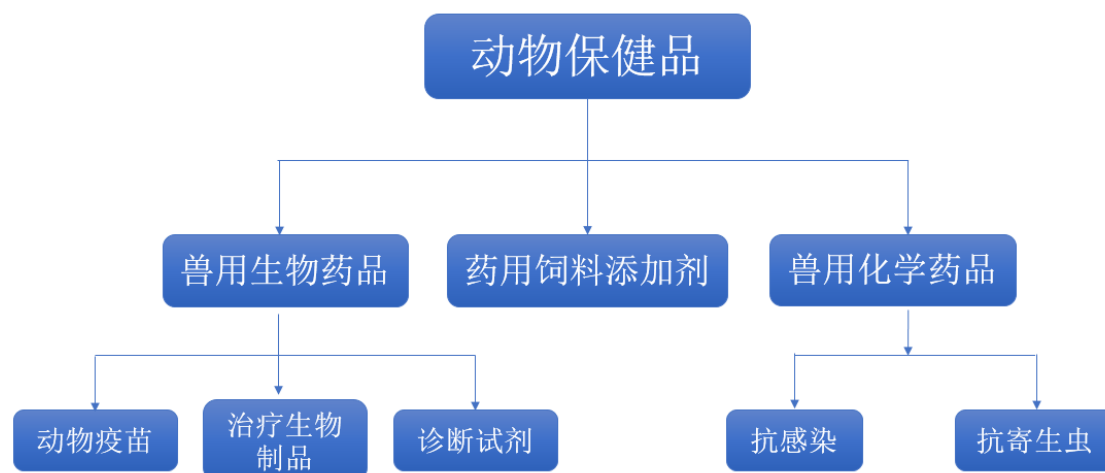 动物保健品
兽用生物药品
药用饲料添加剂
兽用化学药品
动物疫苗
治疗生物
制品
诊断试剂
抗感染
抗寄生虫